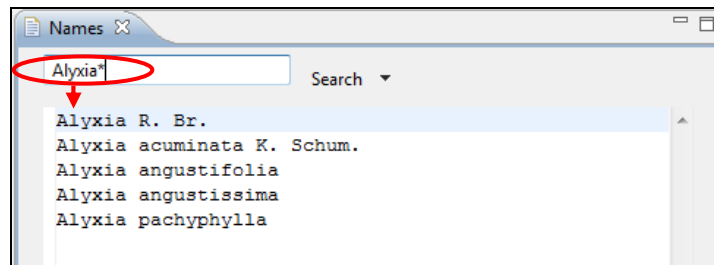 Names
Alyxia*
Search
Alyxia R. Br.
Alyxia acuminata K. Schum.
Alyxia angustifolia
Alyxia angustissima
Alyxia pachyphylla